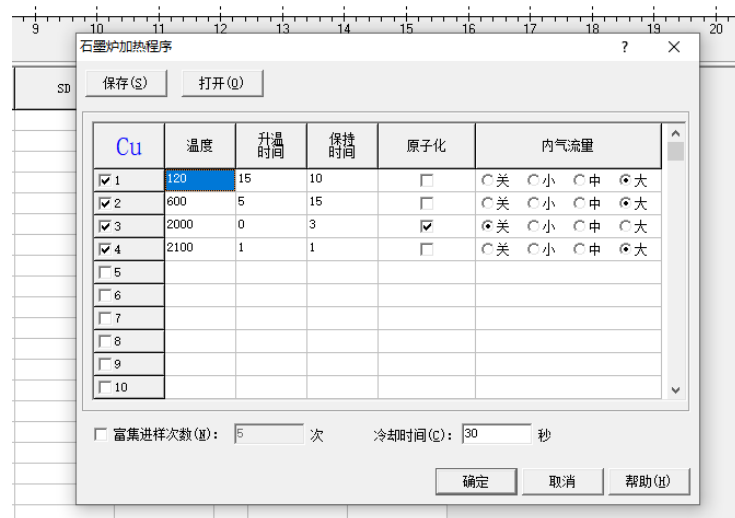 9 10 11 12 13 14 15 16 17 18 19 20
石墨炉加热程序 ? ×
SD
保存(S) 打开(O)
Cu 温度 升温时间 保持时间 原子化 内气流量
1 120 15 10 关 小 中 大
2 600 5 15 关 小 中 大
3 2000 0 3 关 小 中 大
4 2100 1 1 关 小 中 大
5
6
7
8
9
10
富集进样次数(N): 5 次 冷却时间(C): 30 秒
确定 取消 帮助(H)